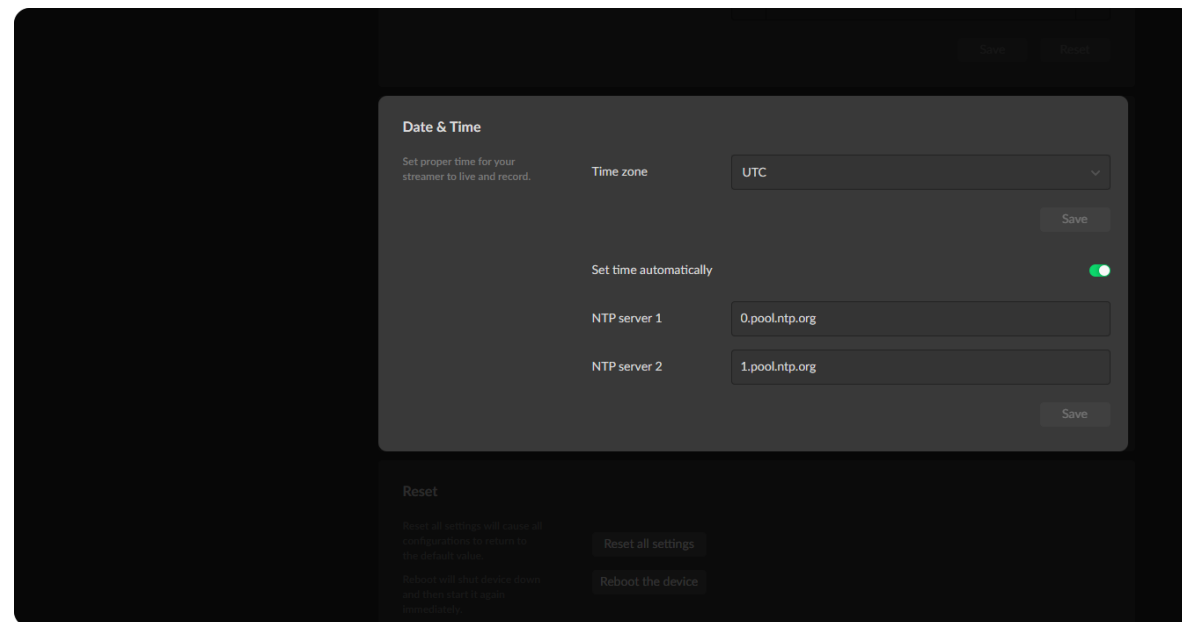 Save Reset
Date & Time
Set proper time for your
streamer to live and record.
Time zone
UTC
Save
Set time automatically
NTP server 1
0.pool.ntp.org
NTP server 2
1.pool.ntp.org
Save
Reset
Reset all settings will cause all
configurations to return to
the default value.
Reset all settings
Reboot will shut device down
and then start it again
immediately.
Reboot the device